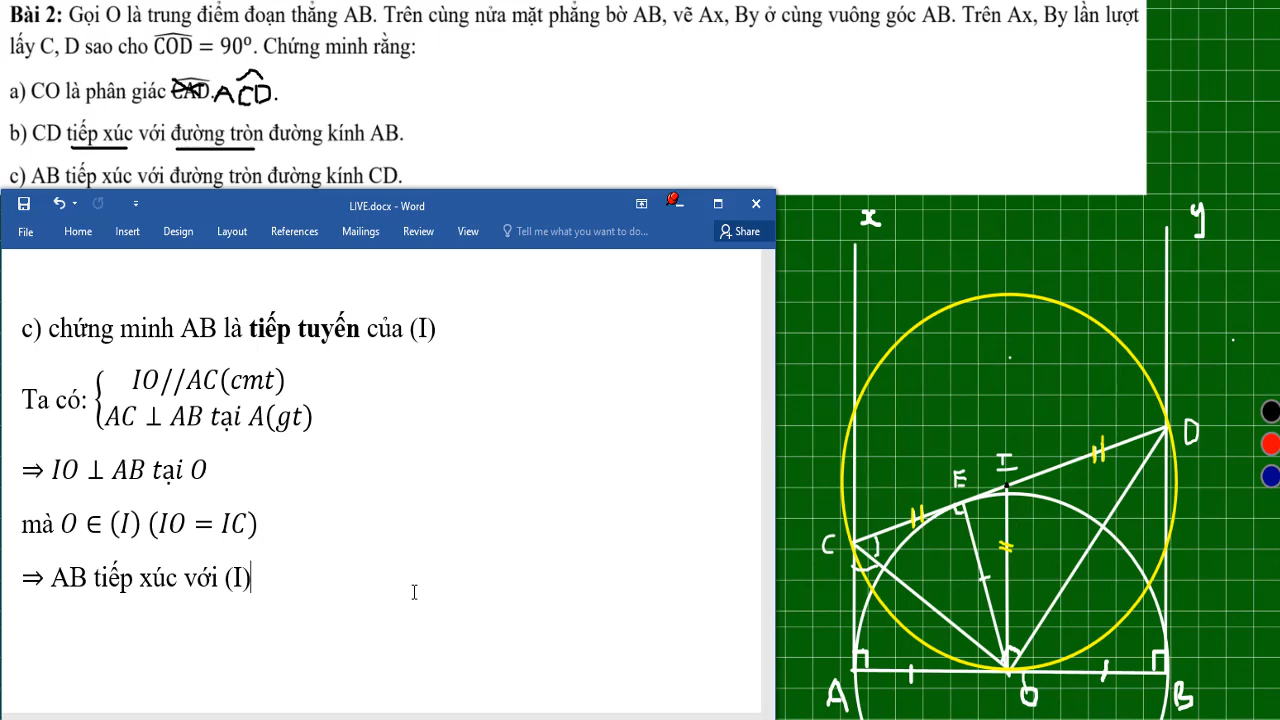 Bài 2: Gọi O là trung điểm đoạn thẳng AB. Trên cùng nửa mặt phẳng bờ AB, vẽ Ax, By ở cùng vuông góc AB. Trên Ax, By lần lượt
lấy C, D sao cho COD = 90°. Chứng minh rằng:
a) CO là phân giác CAD. ACD.
b) CD tiếp xúc với đường tròn đường kính AB.
c) AB tiếp xúc với đường tròn đường kính CD.
LIVE.docx - Word
File Home Insert Design Layout References Mailings Review View Tell me what you want to do... Share
c) chứng minh AB là tiếp tuyến của (I)
Ta có: { IO//AC(cmt)
AC ⊥ AB tại A(gt)
⇒ IO ⊥ AB tại O
mà O ∈ (I) (IO = IC)
⇒ AB tiếp xúc với (I)
x y
D
I
E
C
A O B